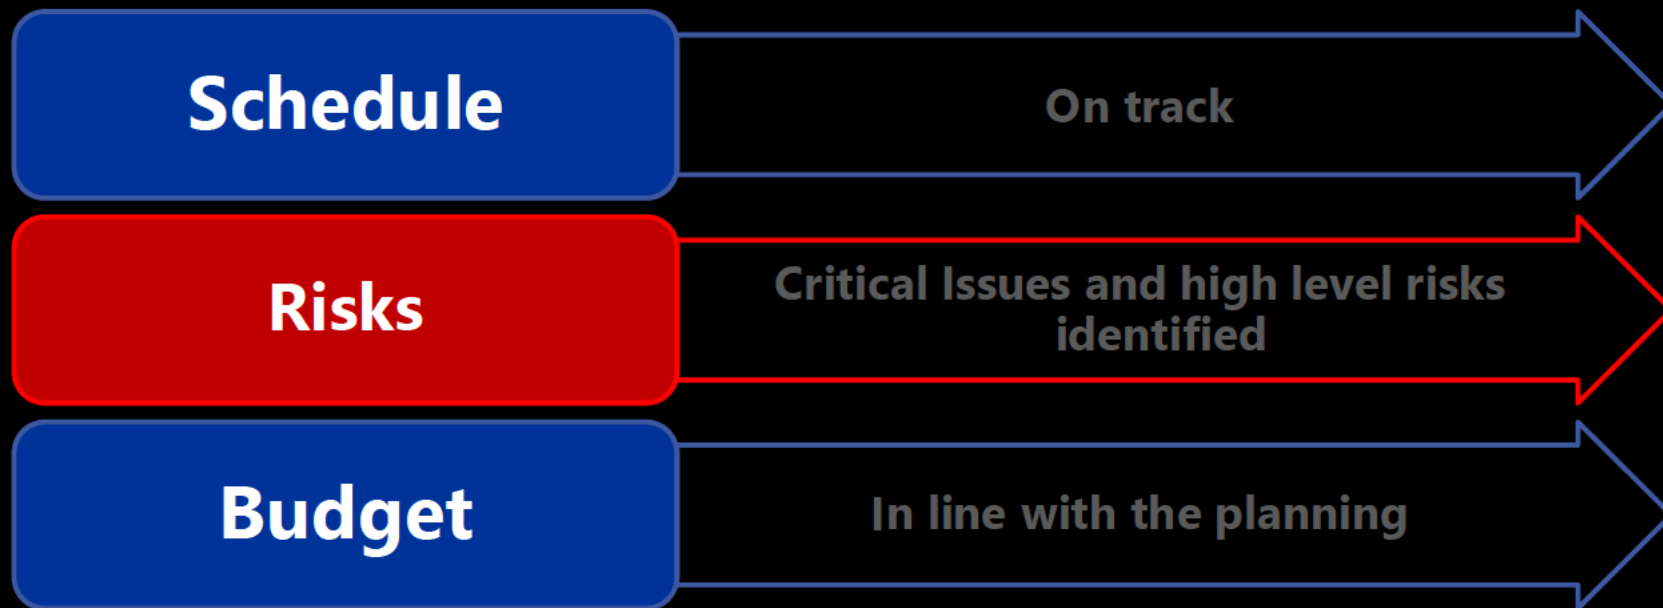 Schedule
On track
Risks
Critical Issues and high level risks
identified
Budget
In line with the planning